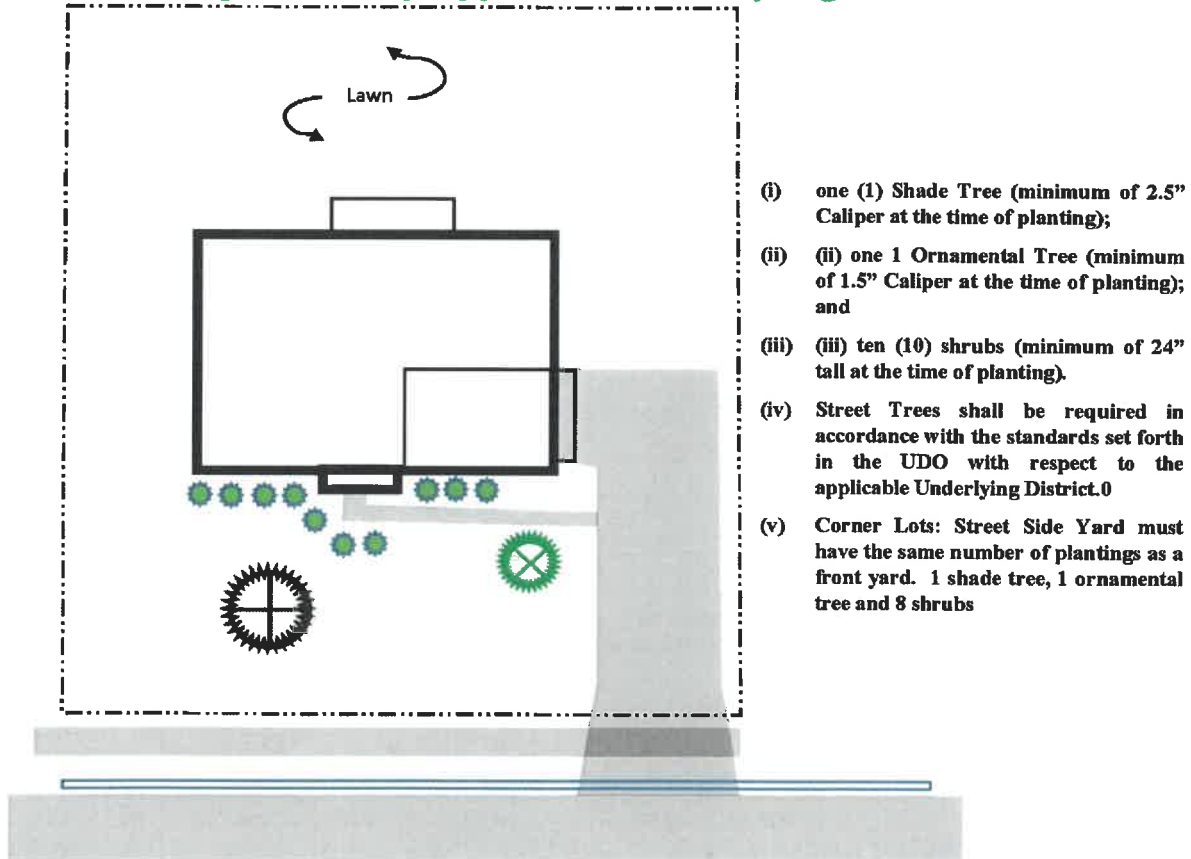 Lawn
(i) one (1) Shade Tree (minimum of 2.5”
Caliper at the time of planting);
(ii) (ii) one 1 Ornamental Tree (minimum
of 1.5” Caliper at the time of planting);
and
(iii) (iii) ten (10) shrubs (minimum of 24”
tall at the time of planting).
(iv) Street Trees shall be required in
accordance with the standards set forth
in the UDO with respect to the
applicable Underlying District.0
(v) Corner Lots: Street Side Yard must
have the same number of plantings as a
front yard. 1 shade tree, 1 ornamental
tree and 8 shrubs